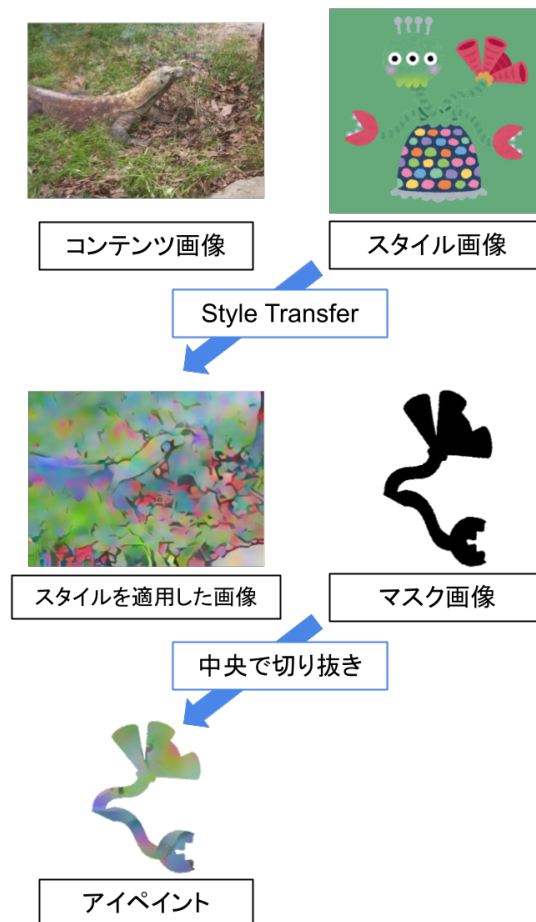 コンテンツ画像
スタイル画像
Style Transfer
スタイルを適用した画像
マスク画像
中央で切り抜き
アイペイント